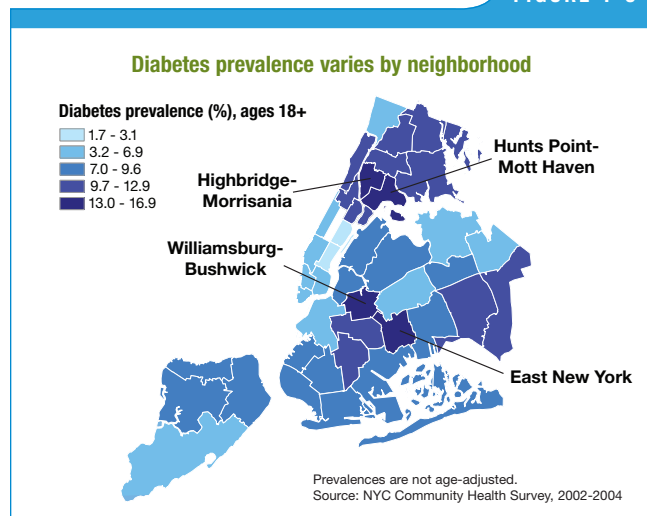 Diabetes prevalence varies by neighborhood
Diabetes prevalence (%), ages 18+
1.7 - 3.1
3.2 - 6.9
7.0 - 9.6
9.7 - 12.9
13.0 - 16.9
Hunts Point-
Mott Haven
Highbridge-
Morrisania
Williamsburg-
Bushwick
East New York
Prevalences are not age-adjusted.
Source: NYC Community Health Survey, 2002-2004